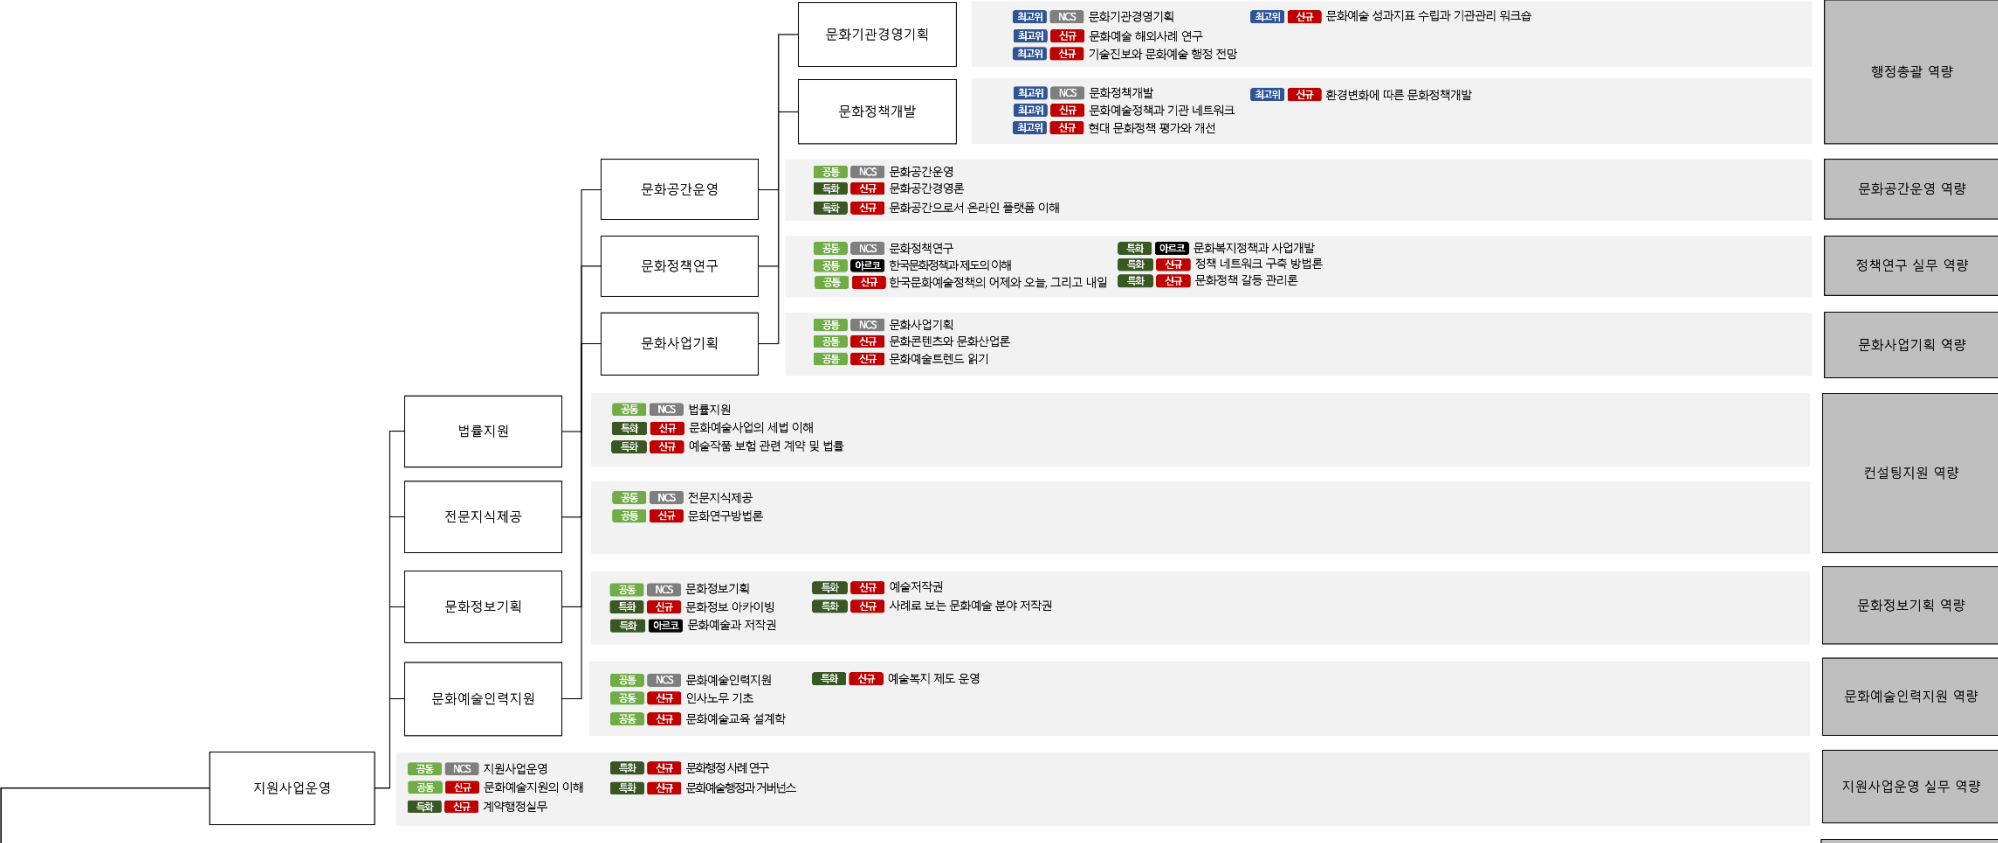 문화기관경영기획
최고위 NCS 문화기관경영기획
최고위 신규 문화예술 성과지표 수립과 기관관리 워크숍
최고위 신규 문화예술 해외사례 연구
최고위 신규 기술진보와 문화예술 행정 전망
행정총괄 역량
문화정책개발
최고위 NCS 문화정책개발
최고위 신규 환경변화에 따른 문화정책개발
최고위 신규 문화예술정책과 기관 네트워크
최고위 신규 현대 문화정책 평가와 개선
문화공간운영
공통 NCS 문화공간운영
특화 신규 문화공간경영론
특화 신규 문화공간으로서 온라인 플랫폼 이해
문화공간운영 역량
문화정책연구
공통 NCS 문화정책연구
공통 아르코 한국문화정책과 제도의 이해
공통 신규 한국문화예술정책의 어제와 오늘, 그리고 내일
특화 아르코 문화복지정책과 사업개발
특화 신규 정책 네트워크 구축 방법론
특화 신규 문화정책 갈등 관리론
정책연구 실무 역량
문화사업기획
공통 NCS 문화사업기획
공통 신규 문화콘텐츠와 문화산업론
공통 신규 문화예술트렌드 읽기
문화사업기획 역량
법률지원
공통 NCS 법률지원
특화 신규 문화예술사업의 세법 이해
특화 신규 예술작품 보험 관련 계약 및 법률
컨설팅지원 역량
전문지식제공
공통 NCS 전문지식제공
공통 신규 문화연구방법론
문화정보기획
공통 NCS 문화정보기획
특화 신규 문화정보 아카이빙
특화 아르코 문화예술과 저작권
특화 신규 예술저작권
특화 신규 사례로 보는 문화예술 분야 저작권
문화정보기획 역량
문화예술인력지원
공통 NCS 문화예술인력지원
공통 신규 인사노무 기초
공통 신규 문화예술교육 설계학
특화 신규 예술복지 제도 운영
문화예술인력지원 역량
지원사업운영
공통 NCS 지원사업운영
공통 신규 문화예술지원의 이해
특화 신규 계약행정실무
특화 신규 문화행정 사례 연구
특화 신규 문화예술행정과 거버넌스
지원사업운영 실무 역량